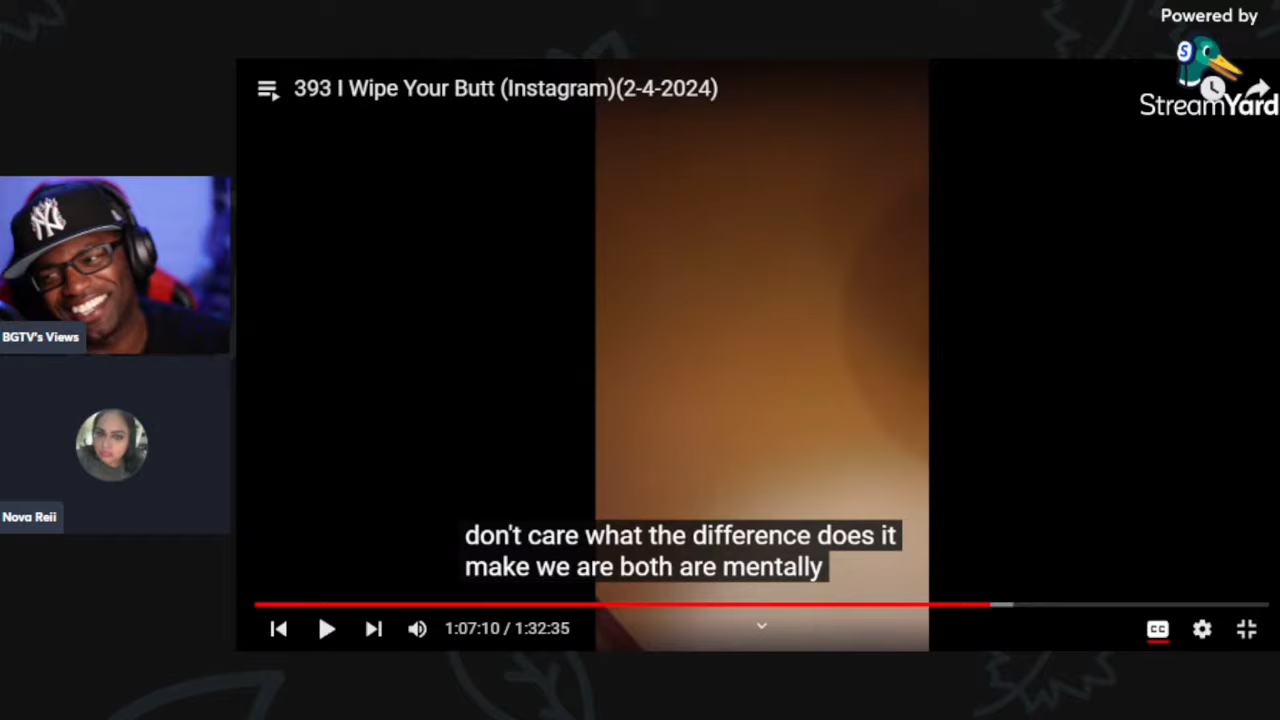 Powered by
StreamYard
393 I Wipe Your Butt (Instagram)(2-4-2024)
BGTV's Views
Nova Reii
don't care what the difference does it
make we are both are mentally
1:07:10 / 1:32:35
CC